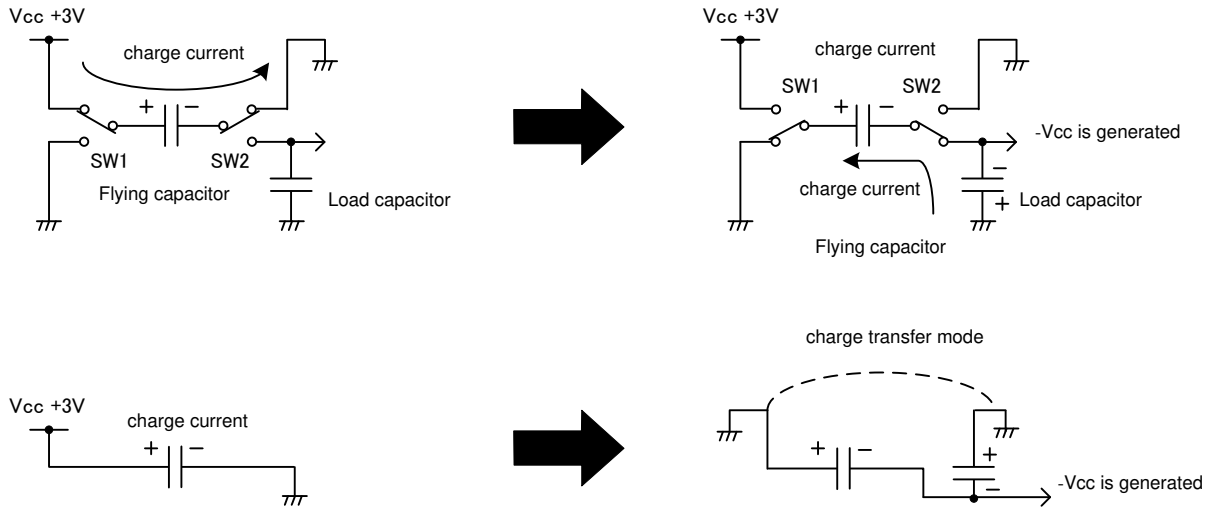 Vcc +3V
charge current
+ −
SW1
SW2
Flying capacitor
Load capacitor
Vcc +3V
charge current
SW1
SW2
+ −
-Vcc is generated
charge current
−
+
Load capacitor
Flying capacitor
Vcc +3V
charge current
+ −
charge transfer mode
+ −
+
−
-Vcc is generated